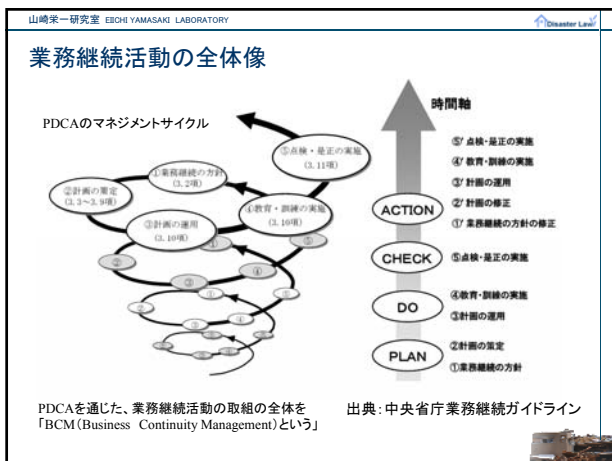 山崎栄一研究室 EIICHI YAMASAKI LABORATORY
Disaster Law
業務継続活動の全体像
PDCAのマネジメントサイクル
⑤点検・是正の実施
(3.11項)
①業務継続の方針
(3.2項)
②計画の策定
(3.3～3.9項)
④教育・訓練の実施
(3.10項)
③計画の運用
(3.10項)
①
⑤
②
④
③
①
⑤
②
④
③
時間軸
⑤' 点検・是正の実施
④' 教育・訓練の実施
③' 計画の運用
②' 計画の修正
①' 業務継続の方針の修正
ACTION
CHECK
⑤点検・是正の実施
DO
④教育・訓練の実施
③計画の運用
PLAN
②計画の策定
①業務継続の方針
PDCAを通じた、業務継続活動の取組の全体を
「BCM(Business Continuity Management)という」
出典：中央省庁業務継続ガイドライン